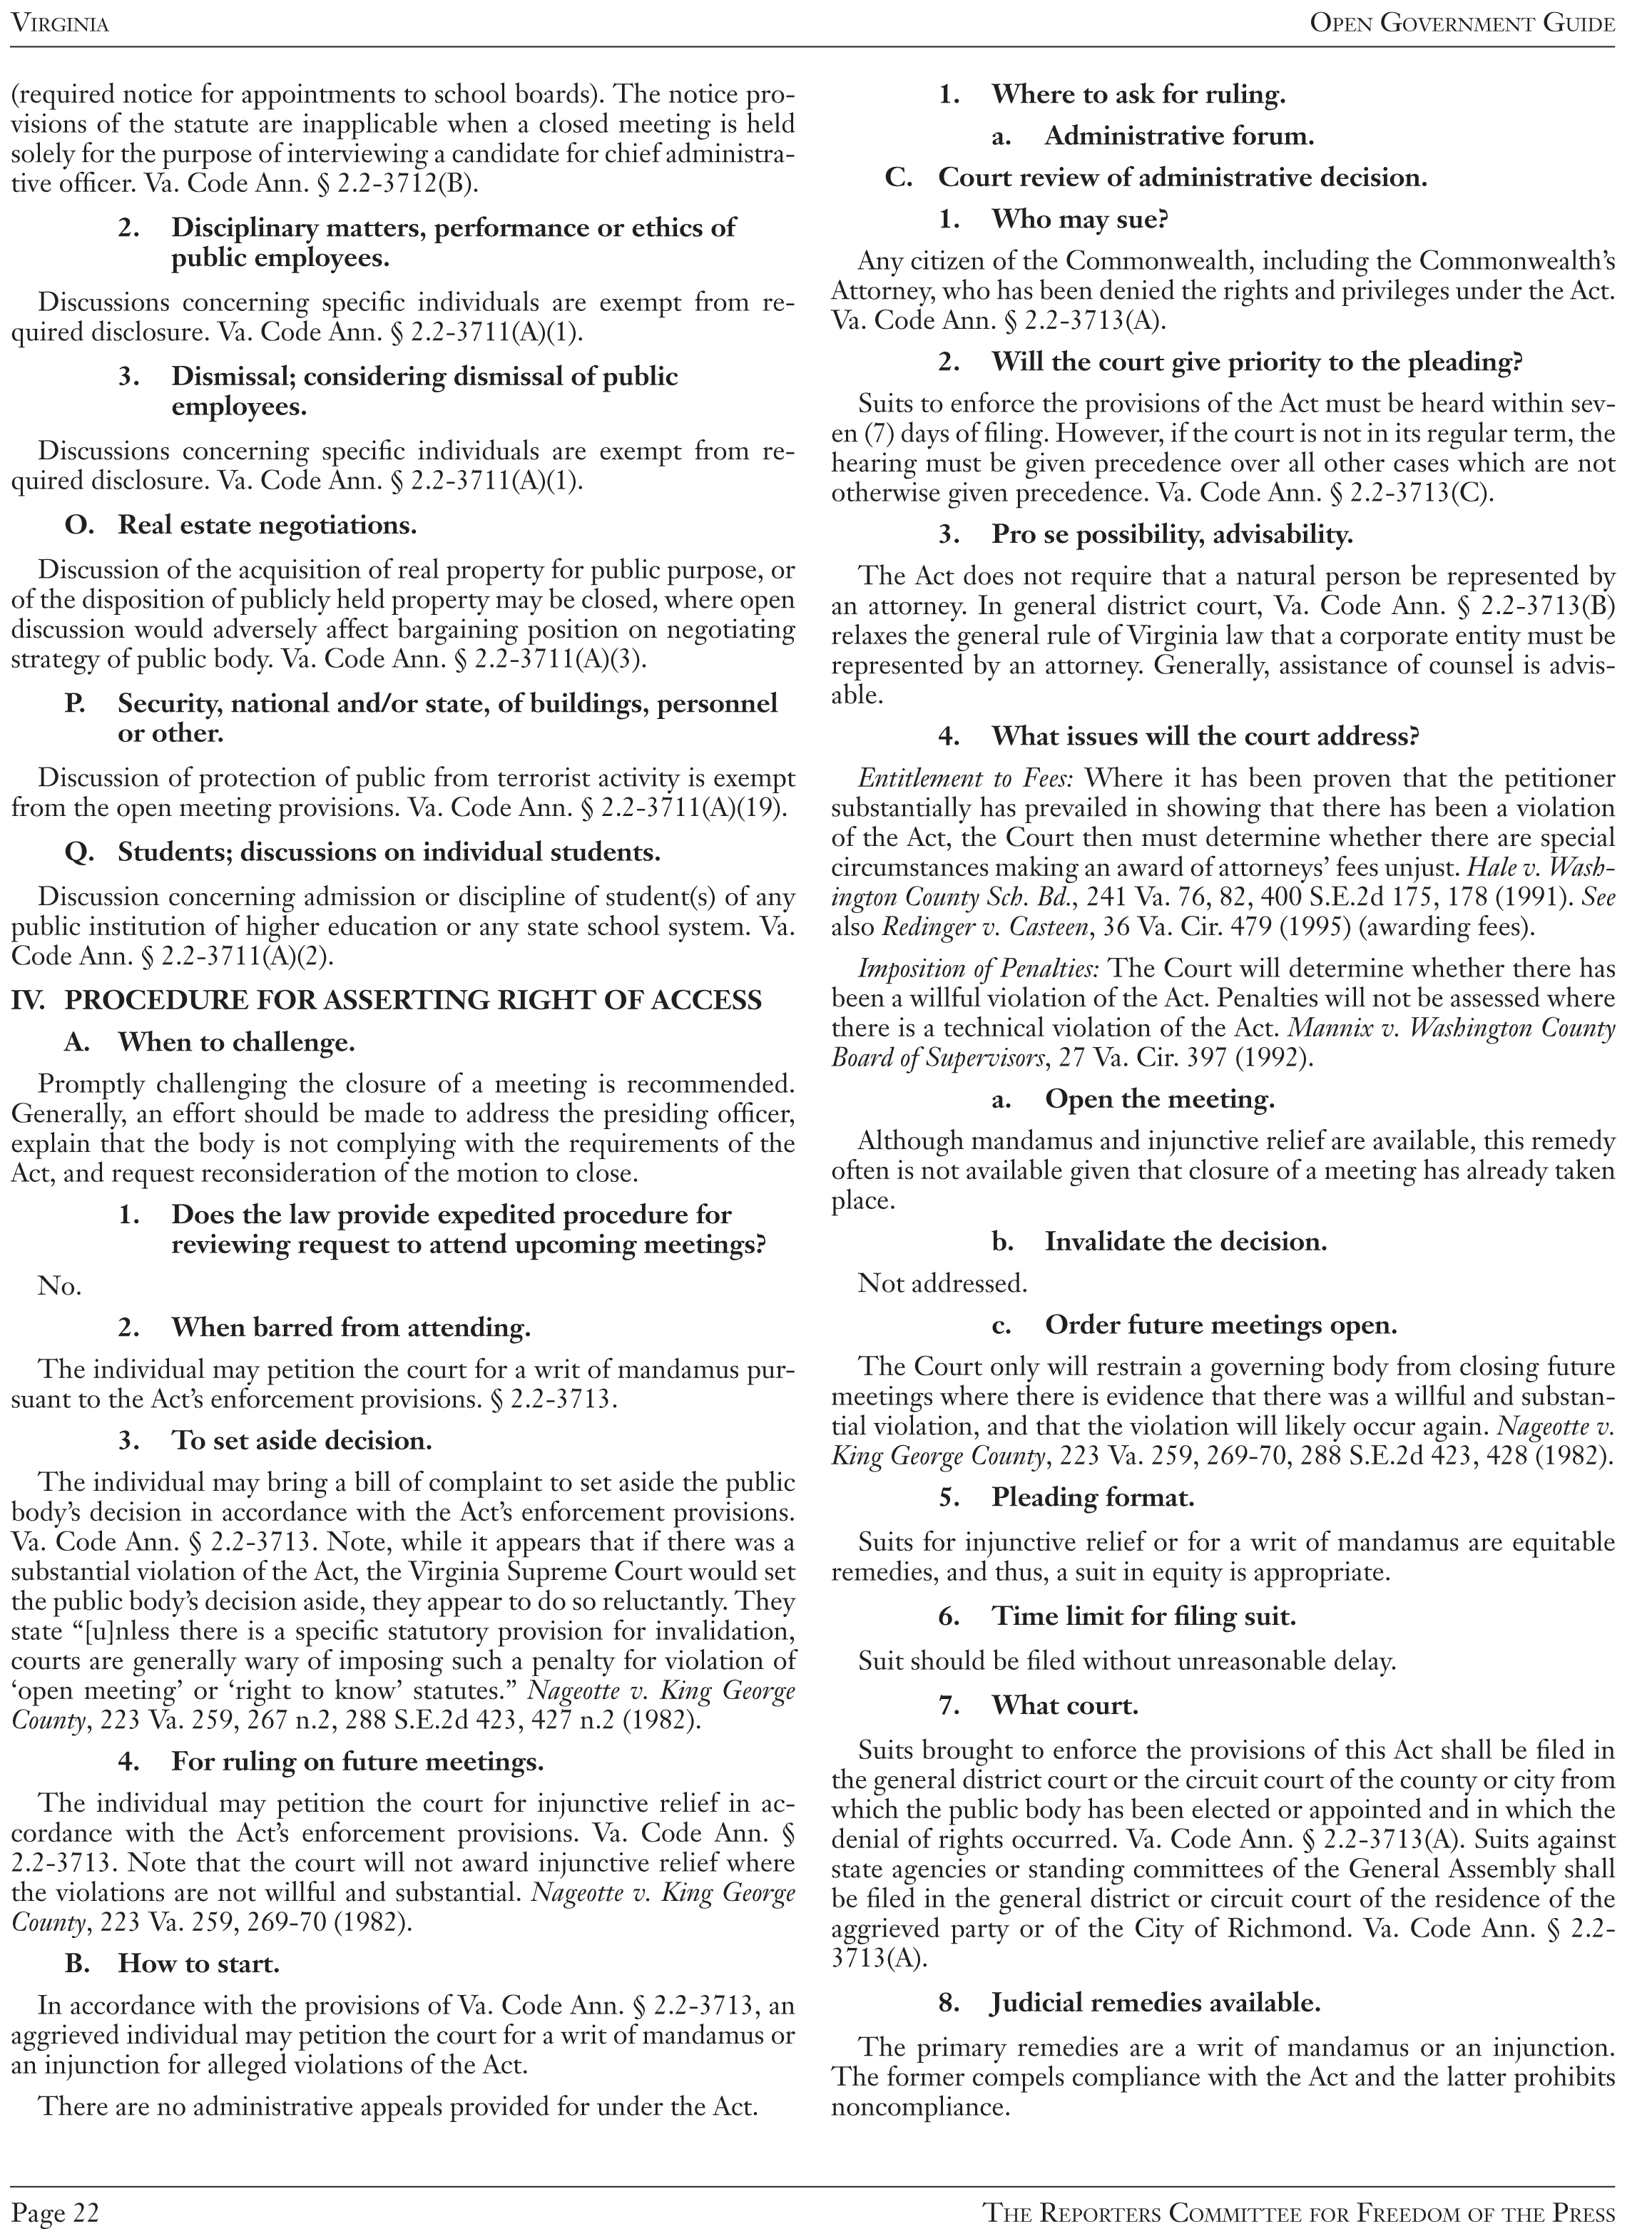 VIRGINIA
OPEN GOVERNMENT GUIDE
(required notice for appointments to school boards). The notice pro-
visions of the statute are inapplicable when a closed meeting is held
solely for the purpose of interviewing a candidate for chief administra-
tive officer. Va. Code Ann. § 2.2-3712(B).
2. Disciplinary matters, performance or ethics of
public employees.
Discussions concerning specific individuals are exempt from re-
quired disclosure. Va. Code Ann. § 2.2-3711(A)(1).
3. Dismissal; considering dismissal of public
employees.
Discussions concerning specific individuals are exempt from re-
quired disclosure. Va. Code Ann. § 2.2-3711(A)(1).
O. Real estate negotiations.
Discussion of the acquisition of real property for public purpose, or
of the disposition of publicly held property may be closed, where open
discussion would adversely affect bargaining position on negotiating
strategy of public body. Va. Code Ann. § 2.2-3711(A)(3).
P. Security, national and/or state, of buildings, personnel
or other.
Discussion of protection of public from terrorist activity is exempt
from the open meeting provisions. Va. Code Ann. § 2.2-3711(A)(19).
Q. Students; discussions on individual students.
Discussion concerning admission or discipline of student(s) of any
public institution of higher education or any state school system. Va.
Code Ann. § 2.2-3711(A)(2).
IV. PROCEDURE FOR ASSERTING RIGHT OF ACCESS
A. When to challenge.
Promptly challenging the closure of a meeting is recommended.
Generally, an effort should be made to address the presiding officer,
explain that the body is not complying with the requirements of the
Act, and request reconsideration of the motion to close.
1. Does the law provide expedited procedure for
reviewing request to attend upcoming meetings?
No.
2. When barred from attending.
The individual may petition the court for a writ of mandamus pur-
suant to the Act's enforcement provisions. § 2.2-3713.
3. To set aside decision.
The individual may bring a bill of complaint to set aside the public
body's decision in accordance with the Act's enforcement provisions.
Va. Code Ann. § 2.2-3713. Note, while it appears that if there was a
substantial violation of the Act, the Virginia Supreme Court would set
the public body's decision aside, they appear to do so reluctantly. They
state “[u]nless there is a specific statutory provision for invalidation,
courts are generally wary of imposing such a penalty for violation of
‘open meeting’ or ‘right to know’ statutes.” Nageotte v. King George
County, 223 Va. 259, 267 n.2, 288 S.E.2d 423, 427 n.2 (1982).
4. For ruling on future meetings.
The individual may petition the court for injunctive relief in ac-
cordance with the Act's enforcement provisions. Va. Code Ann. §
2.2-3713. Note that the court will not award injunctive relief where
the violations are not willful and substantial. Nageotte v. King George
County, 223 Va. 259, 269-70 (1982).
B. How to start.
In accordance with the provisions of Va. Code Ann. § 2.2-3713, an
aggrieved individual may petition the court for a writ of mandamus or
an injunction for alleged violations of the Act.
There are no administrative appeals provided for under the Act.
1. Where to ask for ruling.
a. Administrative forum.
C. Court review of administrative decision.
1. Who may sue?
Any citizen of the Commonwealth, including the Commonwealth's
Attorney, who has been denied the rights and privileges under the Act.
Va. Code Ann. § 2.2-3713(A).
2. Will the court give priority to the pleading?
Suits to enforce the provisions of the Act must be heard within sev-
en (7) days of filing. However, if the court is not in its regular term, the
hearing must be given precedence over all other cases which are not
otherwise given precedence. Va. Code Ann. § 2.2-3713(C).
3. Pro se possibility, advisability.
The Act does not require that a natural person be represented by
an attorney. In general district court, Va. Code Ann. § 2.2-3713(B)
relaxes the general rule of Virginia law that a corporate entity must be
represented by an attorney. Generally, assistance of counsel is advis-
able.
4. What issues will the court address?
Entitlement to Fees: Where it has been proven that the petitioner
substantially has prevailed in showing that there has been a violation
of the Act, the Court then must determine whether there are special
circumstances making an award of attorneys' fees unjust. Hale v. Wash-
ington County Sch. Bd., 241 Va. 76, 82, 400 S.E.2d 175, 178 (1991). See
also Redinger v. Casteen, 36 Va. Cir. 479 (1995) (awarding fees).
Imposition of Penalties: The Court will determine whether there has
been a willful violation of the Act. Penalties will not be assessed where
there is a technical violation of the Act. Mannix v. Washington County
Board of Supervisors, 27 Va. Cir. 397 (1992).
a. Open the meeting.
Although mandamus and injunctive relief are available, this remedy
often is not available given that closure of a meeting has already taken
place.
b. Invalidate the decision.
Not addressed.
c. Order future meetings open.
The Court only will restrain a governing body from closing future
meetings where there is evidence that there was a willful and substan-
tial violation, and that the violation will likely occur again. Nageotte v.
King George County, 223 Va. 259, 269-70, 288 S.E.2d 423, 428 (1982).
5. Pleading format.
Suits for injunctive relief or for a writ of mandamus are equitable
remedies, and thus, a suit in equity is appropriate.
6. Time limit for filing suit.
Suit should be filed without unreasonable delay.
7. What court.
Suits brought to enforce the provisions of this Act shall be filed in
the general district court or the circuit court of the county or city from
which the public body has been elected or appointed and in which the
denial of rights occurred. Va. Code Ann. § 2.2-3713(A). Suits against
state agencies or standing committees of the General Assembly shall
be filed in the general district or circuit court of the residence of the
aggrieved party or of the City of Richmond. Va. Code Ann. § 2.2-
3713(A).
8. Judicial remedies available.
The primary remedies are a writ of mandamus or an injunction.
The former compels compliance with the Act and the latter prohibits
noncompliance.
Page 22
THE REPORTERS COMMITTEE FOR FREEDOM OF THE PRESS